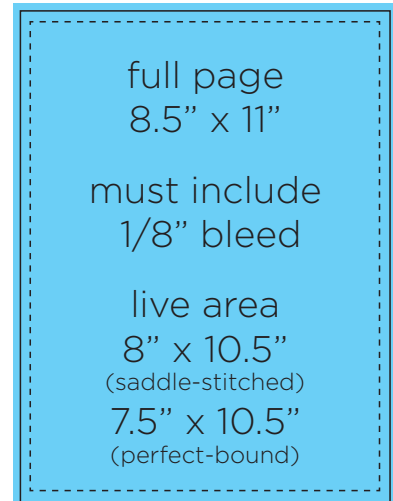 full page
8.5” x 11”
must include
1/8” bleed
live area
8” x 10.5”
(saddle-stitched)
7.5” x 10.5”
(perfect-bound)